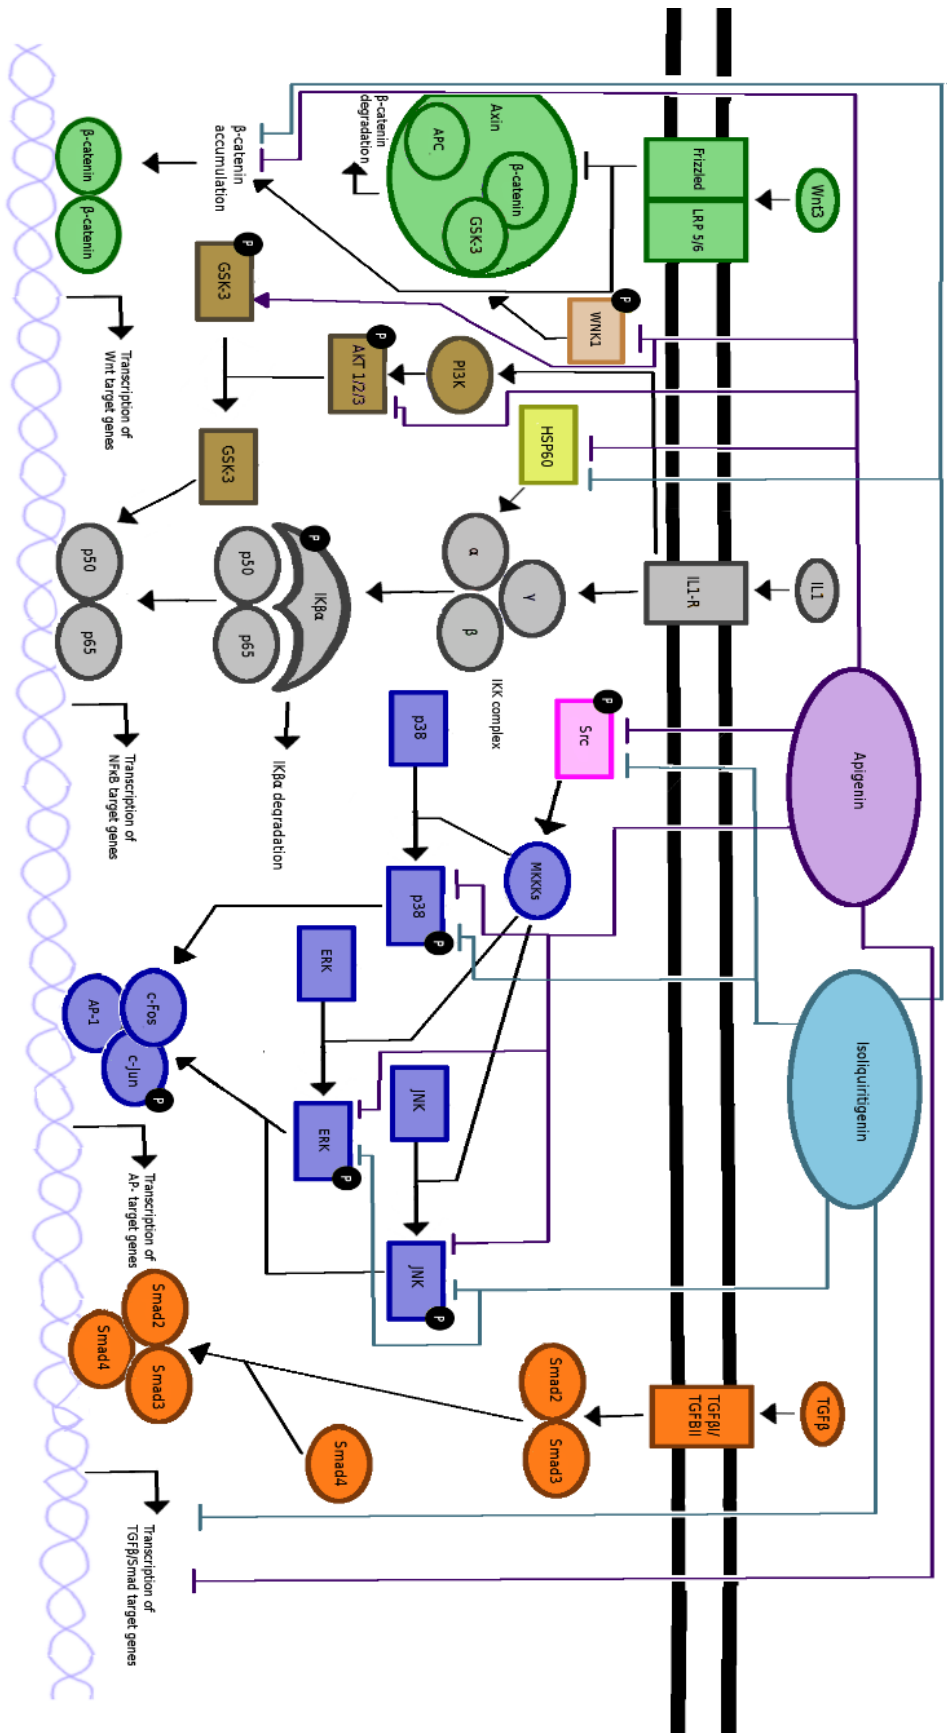 Wnt3
Frizzled
LRP 5/6
Axin
APC
β-catenin
GSK-3
β-catenin
degradation
β-catenin
accumulation
β-catenin
β-catenin
Transcription of
Wnt target genes
P
WNK1
PI3K
P
AKT 1/2/3
P
GSK-3
GSK-3
HSP60
IL1
IL1-R
α
γ
β
IKK complex
P
IKβα
p50
p65
IKβα degradation
p50
p65
Transcription of
NFκB target genes
Apigenin
P
Src
MKKKs
p38
p38
P
ERK
ERK
P
JNK
JNK
P
c-Fos
AP-1
c-Jun
P
Transcription of
AP- target genes
Isoliquiritigenin
TGFβ
TGFβI/
TGFBII
Smad2
Smad3
Smad4
Smad2
Smad3
Smad4
Transcription of
TGFβ/Smad target genes